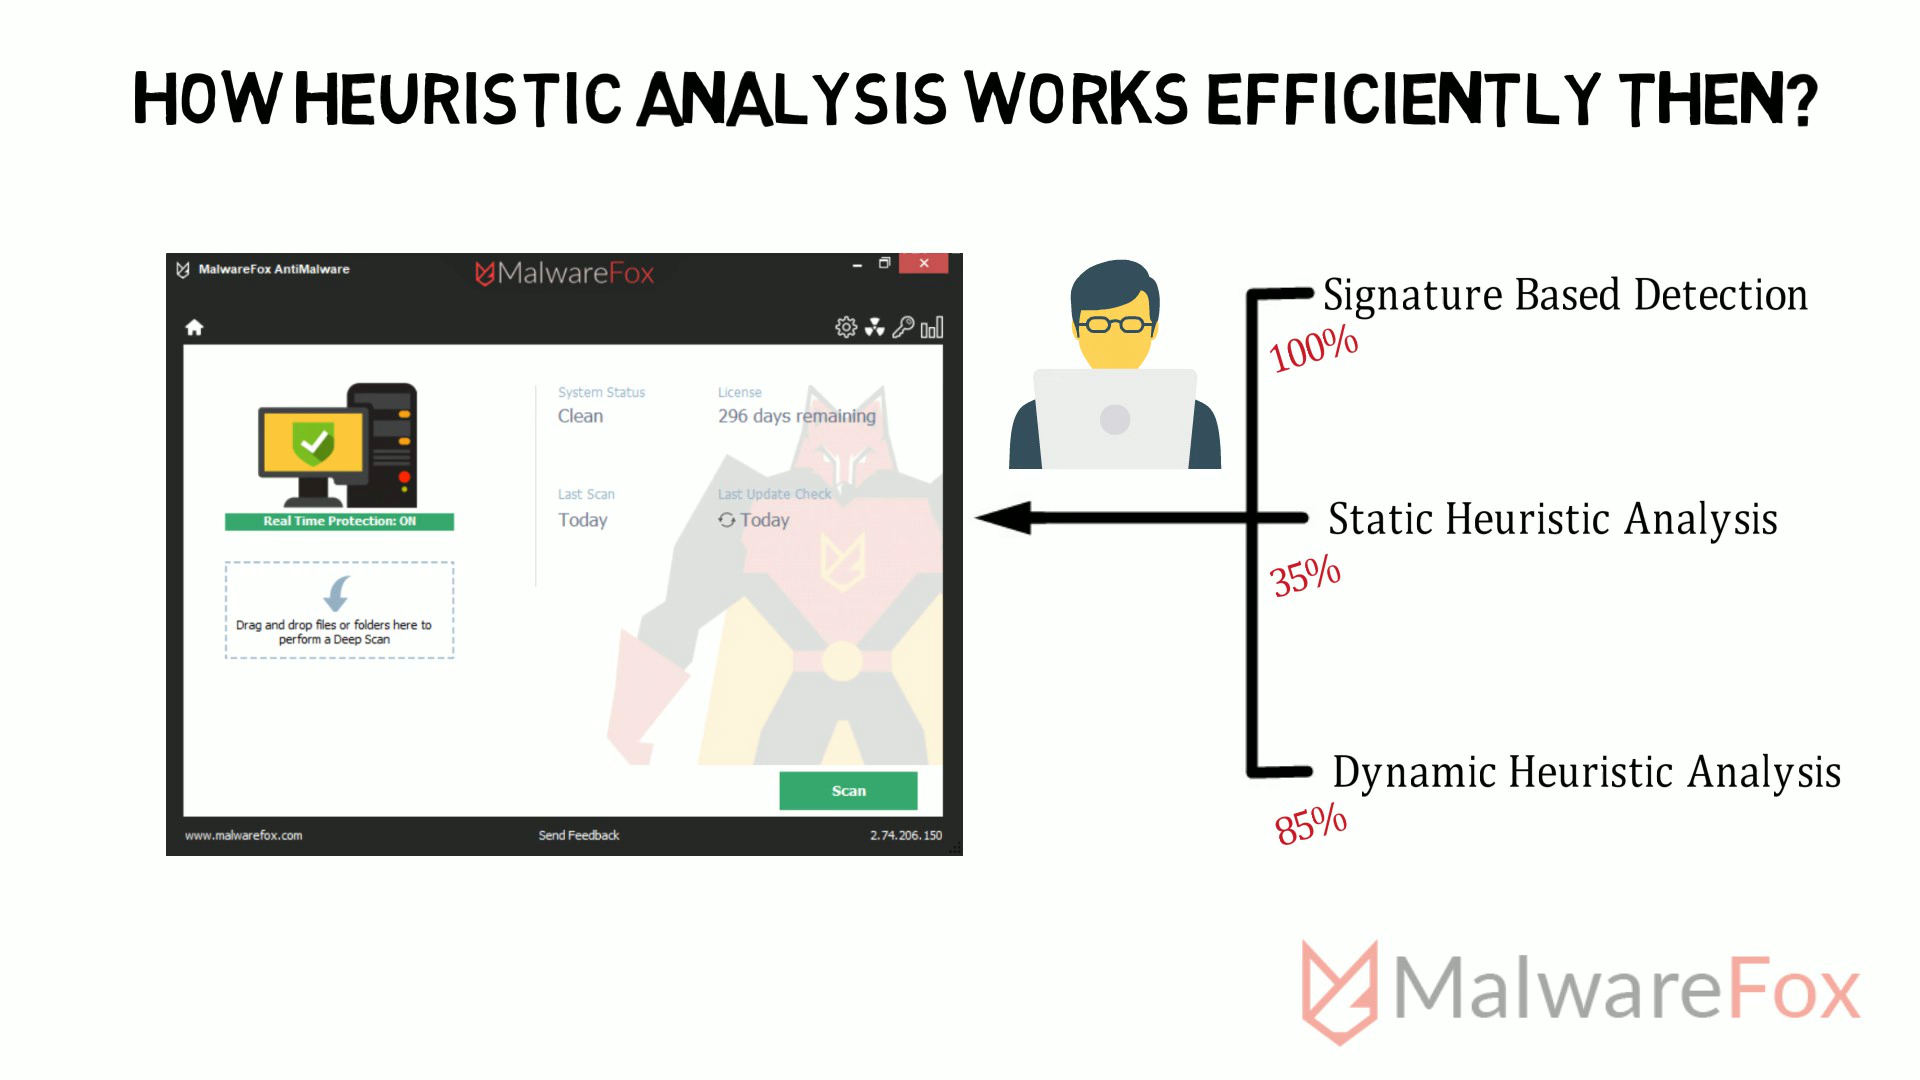 HOW HEURISTIC ANALYSIS WORKS EFFICIENTLY THEN?
MalwareFox AntiMalware
MalwareFox
System Status
Clean
License
296 days remaining
Real Time Protection: ON
Last Scan
Today
Last Update Check
Today
Drag and drop files or folders here to
perform a Deep Scan
Scan
www.malwarefox.com
Send Feedback
2.74.206.150
Signature Based Detection
100%
Static Heuristic Analysis
35%
Dynamic Heuristic Analysis
85%
MalwareFox